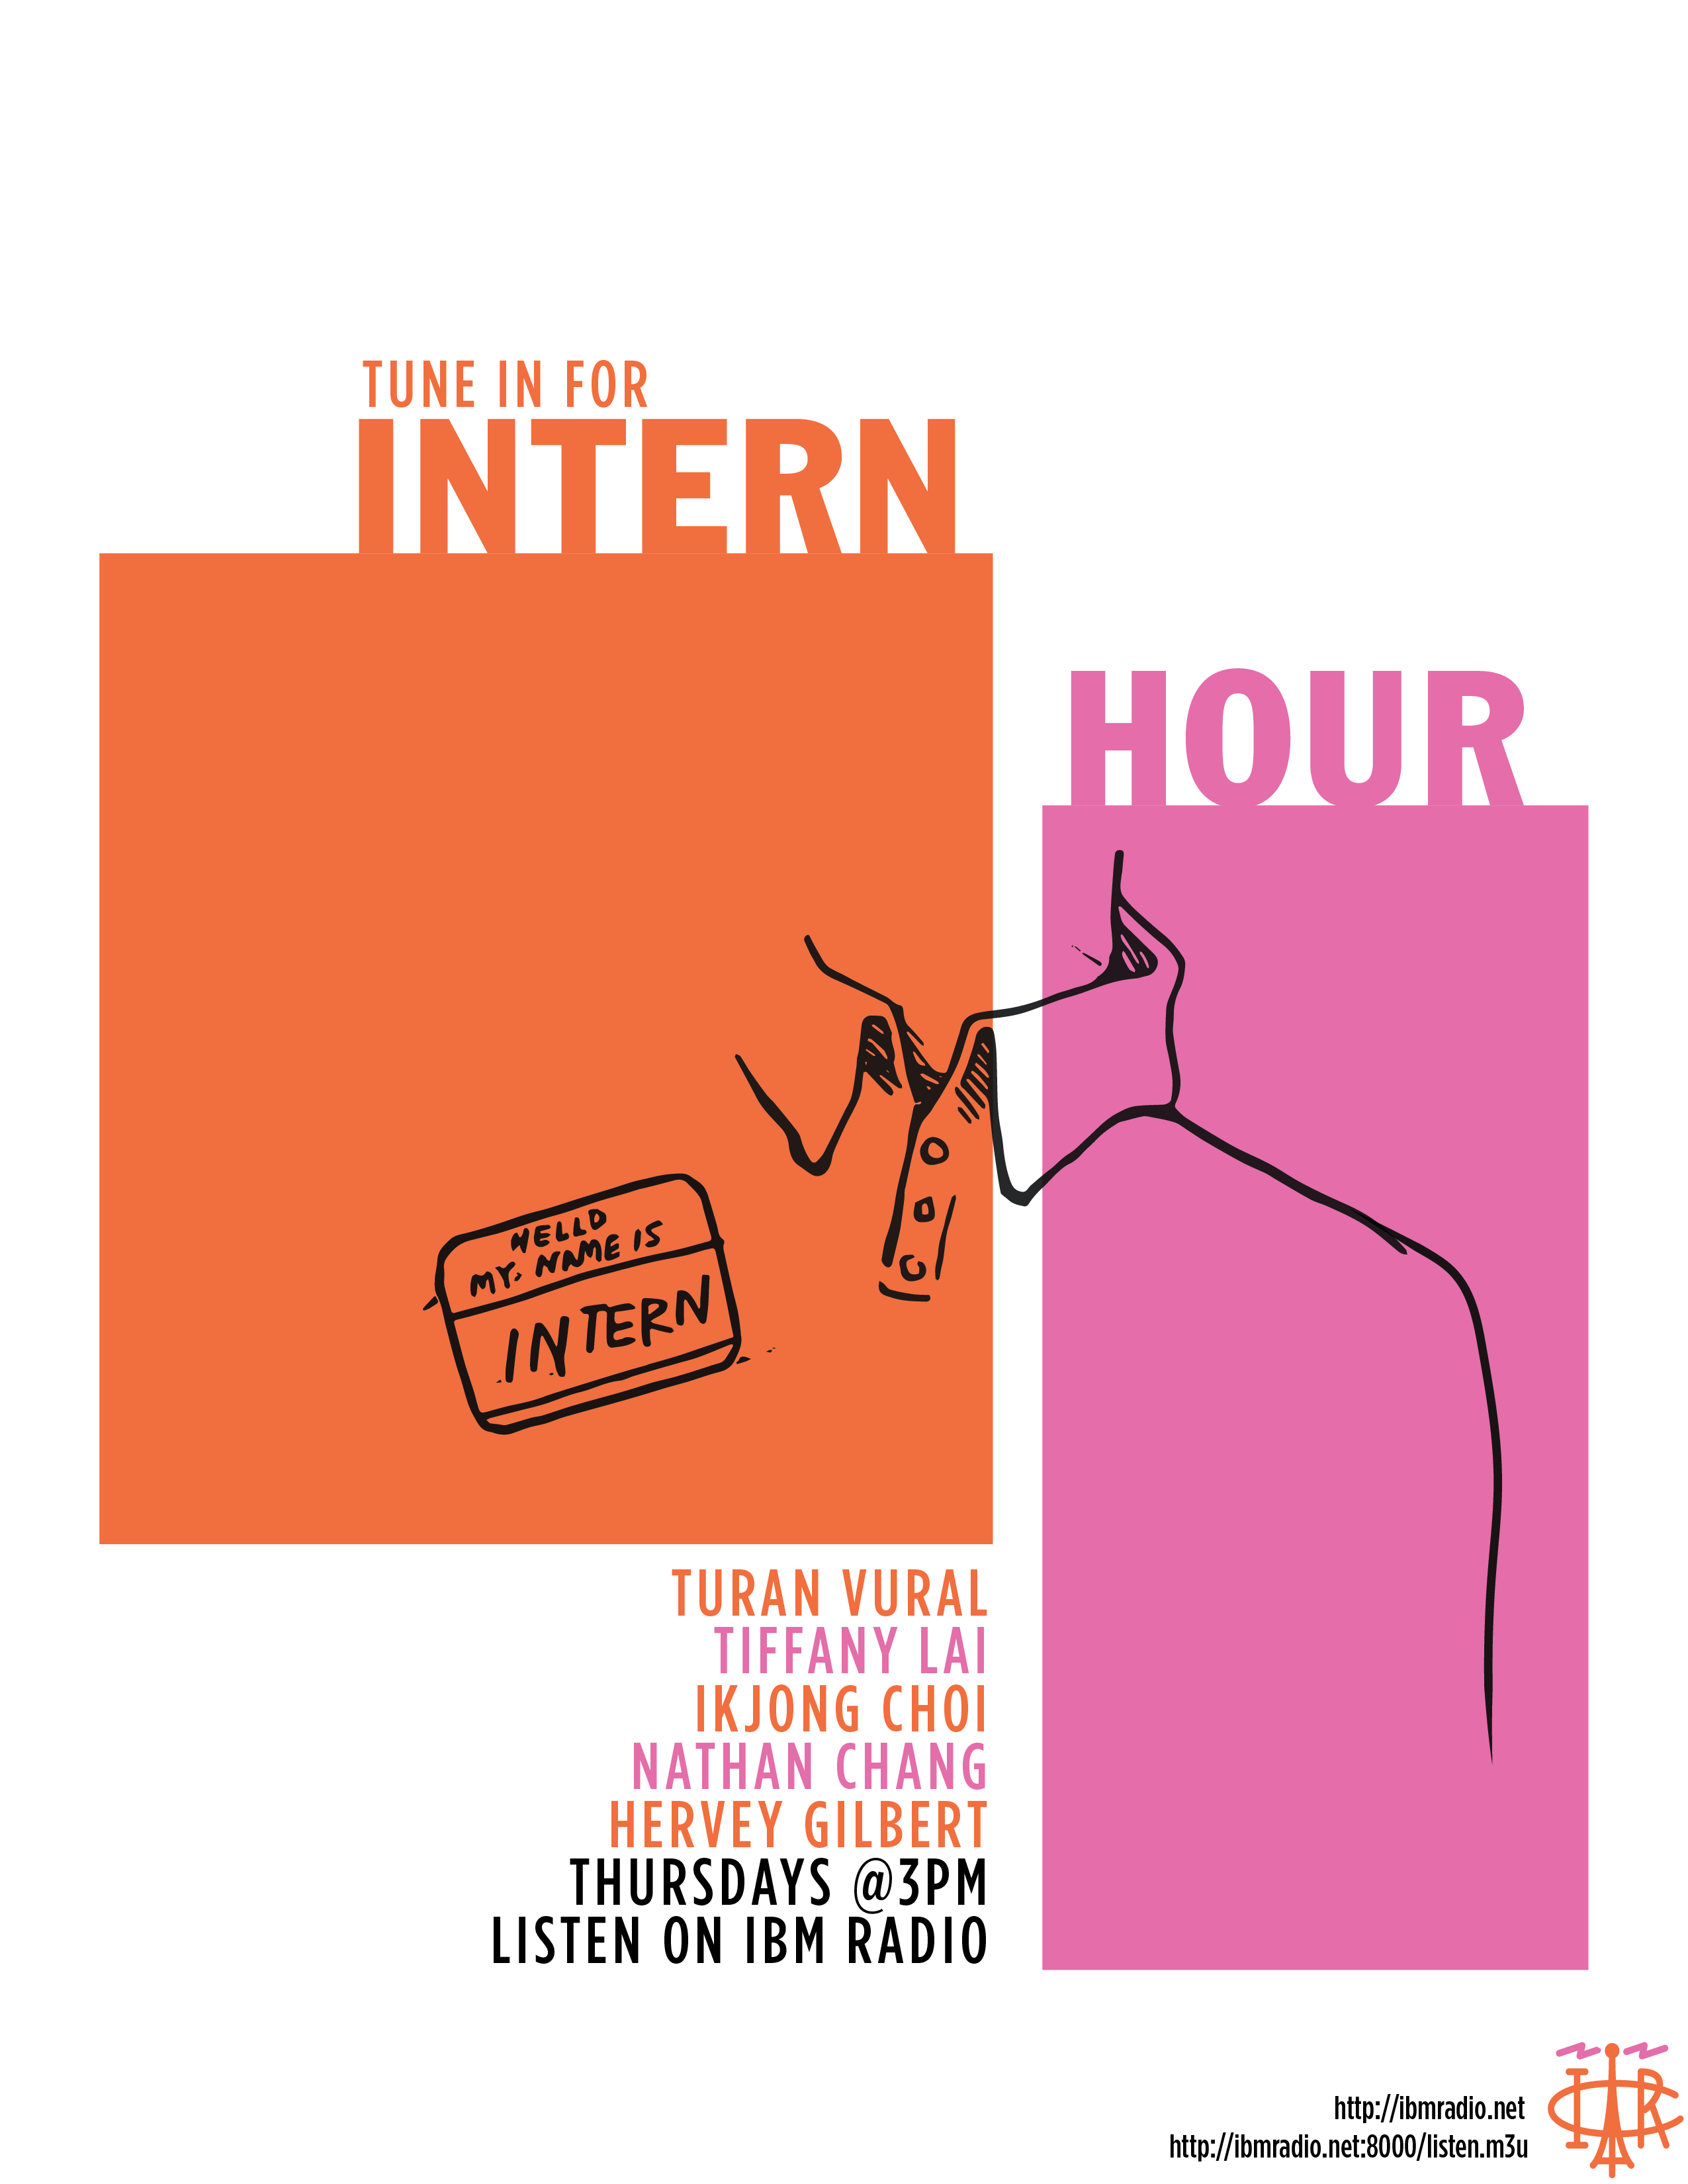 TUNE IN FOR
INTERN
HOUR
HELLO
MY NAME IS
INTERN
TURAN VURAL
TIFFANY LAI
IKJONG CHOI
NATHAN CHANG
HERVEY GILBERT
THURSDAYS @3PM
LISTEN ON IBM RADIO
http://ibmradio.net
http://ibmradio.net:8000/listen.m3u